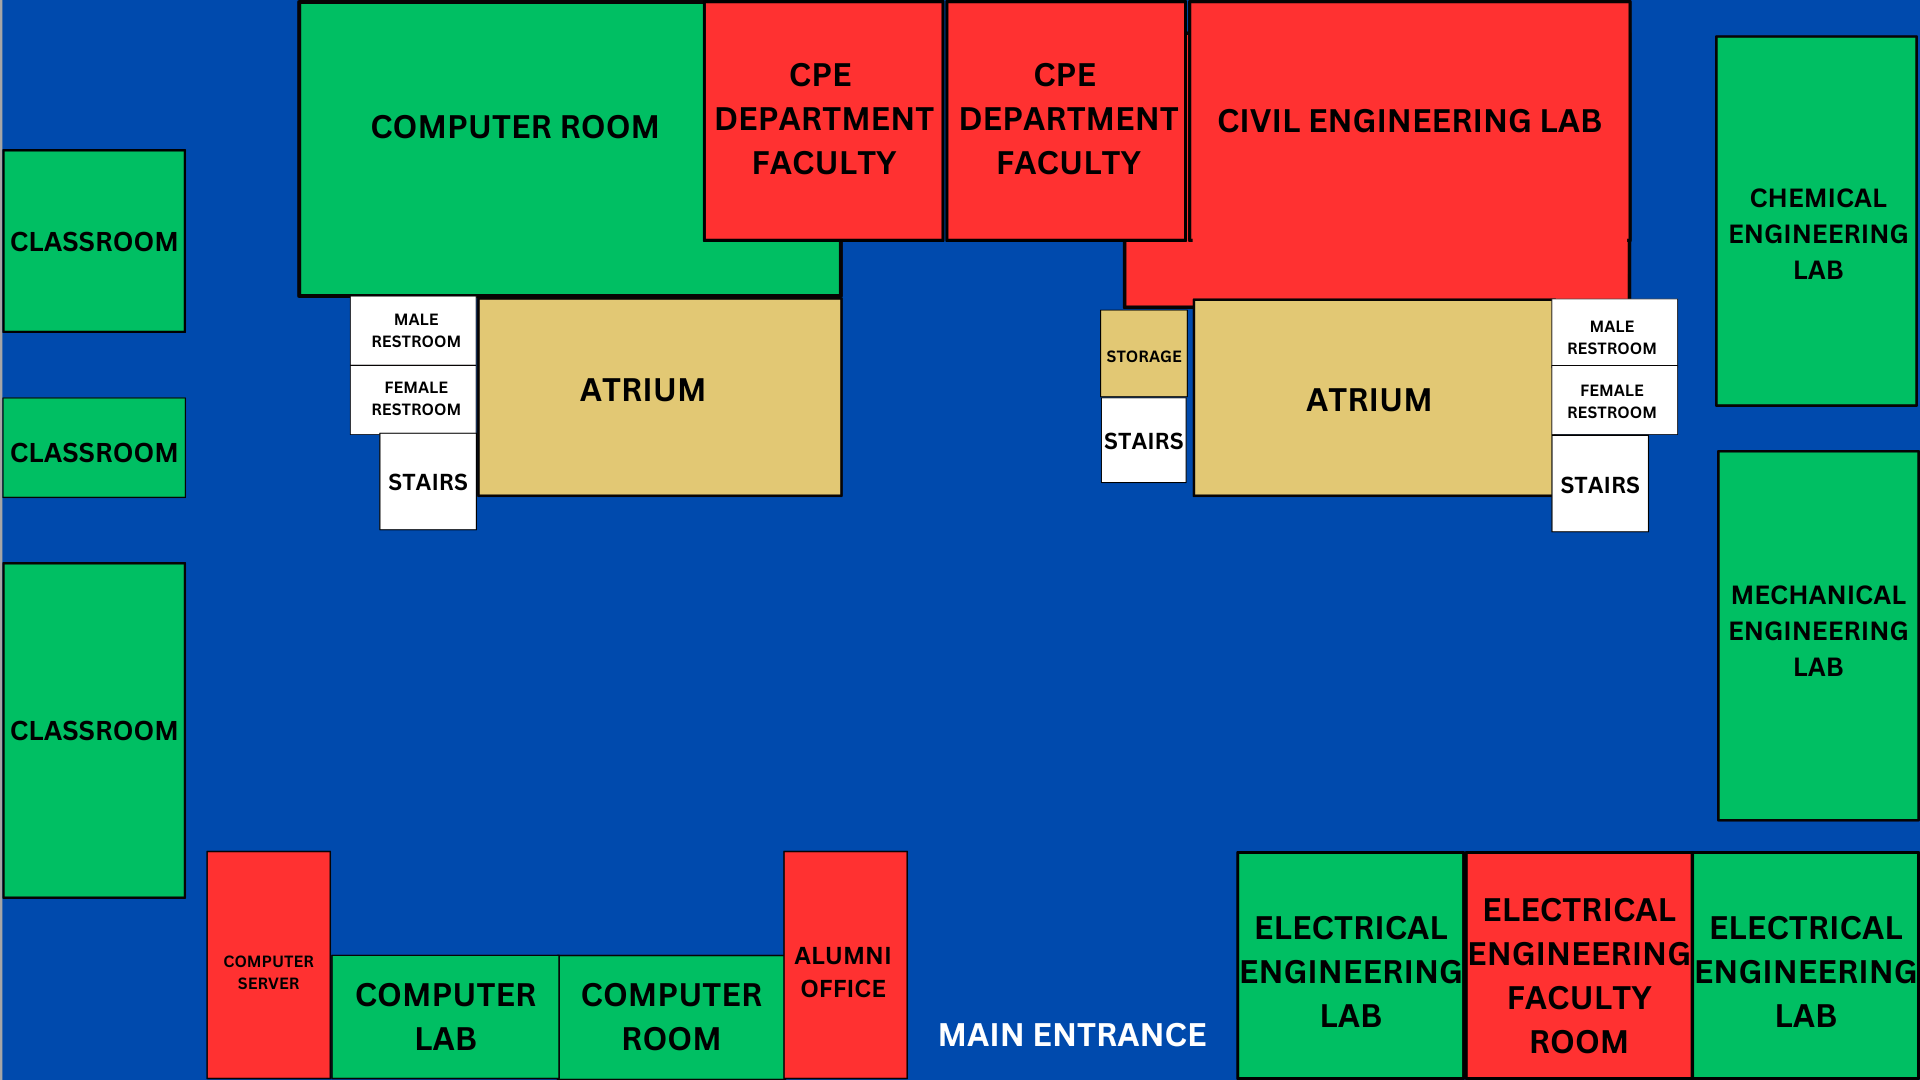 COMPUTER ROOM
CPE
DEPARTMENT
FACULTY
CPE
DEPARTMENT
FACULTY
CIVIL ENGINEERING LAB
CHEMICAL
ENGINEERING
LAB
CLASSROOM
MALE
RESTROOM
FEMALE
RESTROOM
STAIRS
ATRIUM
STORAGE
STAIRS
ATRIUM
MALE
RESTROOM
FEMALE
RESTROOM
STAIRS
CLASSROOM
MECHANICAL
ENGINEERING
LAB
CLASSROOM
COMPUTER
SERVER
COMPUTER
LAB
COMPUTER
ROOM
ALUMNI
OFFICE
MAIN ENTRANCE
ELECTRICAL
ENGINEERING
LAB
ELECTRICAL
ENGINEERING
FACULTY
ROOM
ELECTRICAL
ENGINEERING
LAB